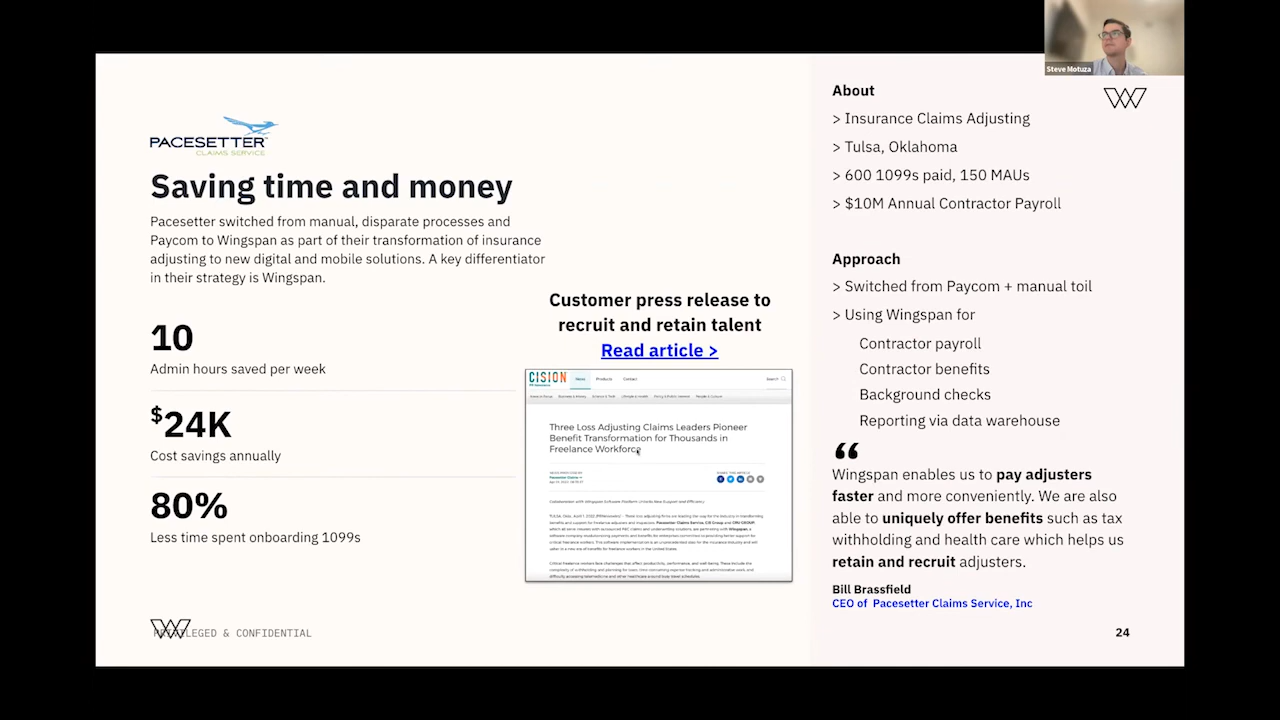 Steve Motuza
PACESETTER
CLAIMS SERVICE
Saving time and money
Pacesetter switched from manual, disparate processes and
Paycom to Wingspan as part of their transformation of insurance
adjusting to new digital and mobile solutions. A key differentiator
in their strategy is Wingspan.
10
Admin hours saved per week
$24K
Cost savings annually
80%
Less time spent onboarding 1099s
Customer press release to
recruit and retain talent
Read article >
CISION
Home Products Contact Search
Three Loss Adjusting Claims Leaders Pioneer
Benefit Transformation for Thousands in
Freelance Workforce
About
> Insurance Claims Adjusting
> Tulsa, Oklahoma
> 600 1099s paid, 150 MAUs
> $10M Annual Contractor Payroll
Approach
> Switched from Paycom + manual toil
> Using Wingspan for
Contractor payroll
Contractor benefits
Background checks
Reporting via data warehouse
“
Wingspan enables us to pay adjusters
faster and more conveniently. We are also
able to uniquely offer benefits such as tax
withholding and health care which helps us
retain and recruit adjusters.
Bill Brassfield
CEO of Pacesetter Claims Service, Inc
PRIVILEGED & CONFIDENTIAL
24